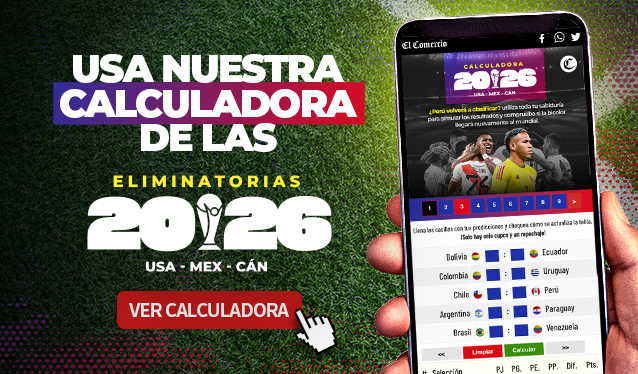 USA NUESTRA
CALCULADORA
DE LAS
ELIMINATORIAS
2026
USA - MEX - CÁN
VER CALCULADORA
El Comercio
CALCULADORA
2026
USA - MEX - CÁN
¿Perú volverá a clasificar? utiliza toda tu sabiduría
para simular los resultados y comprueba si la bicolor
llegará nuevamente al mundial.
1 2 3 4 5 6 7 8 9 >
Llena las casillas con tus predicciones y chequea cómo se actualiza la tabla.
¡Solo hay seis cupos y un repechaje!
Bolivia : Ecuador
Colombia : Uruguay
Chile : Perú
Argentina : Paraguay
Brasil : Venezuela
<< Limpiar Calcular >>
# Selección PJ PG. PE. PP. Dif. Pts.